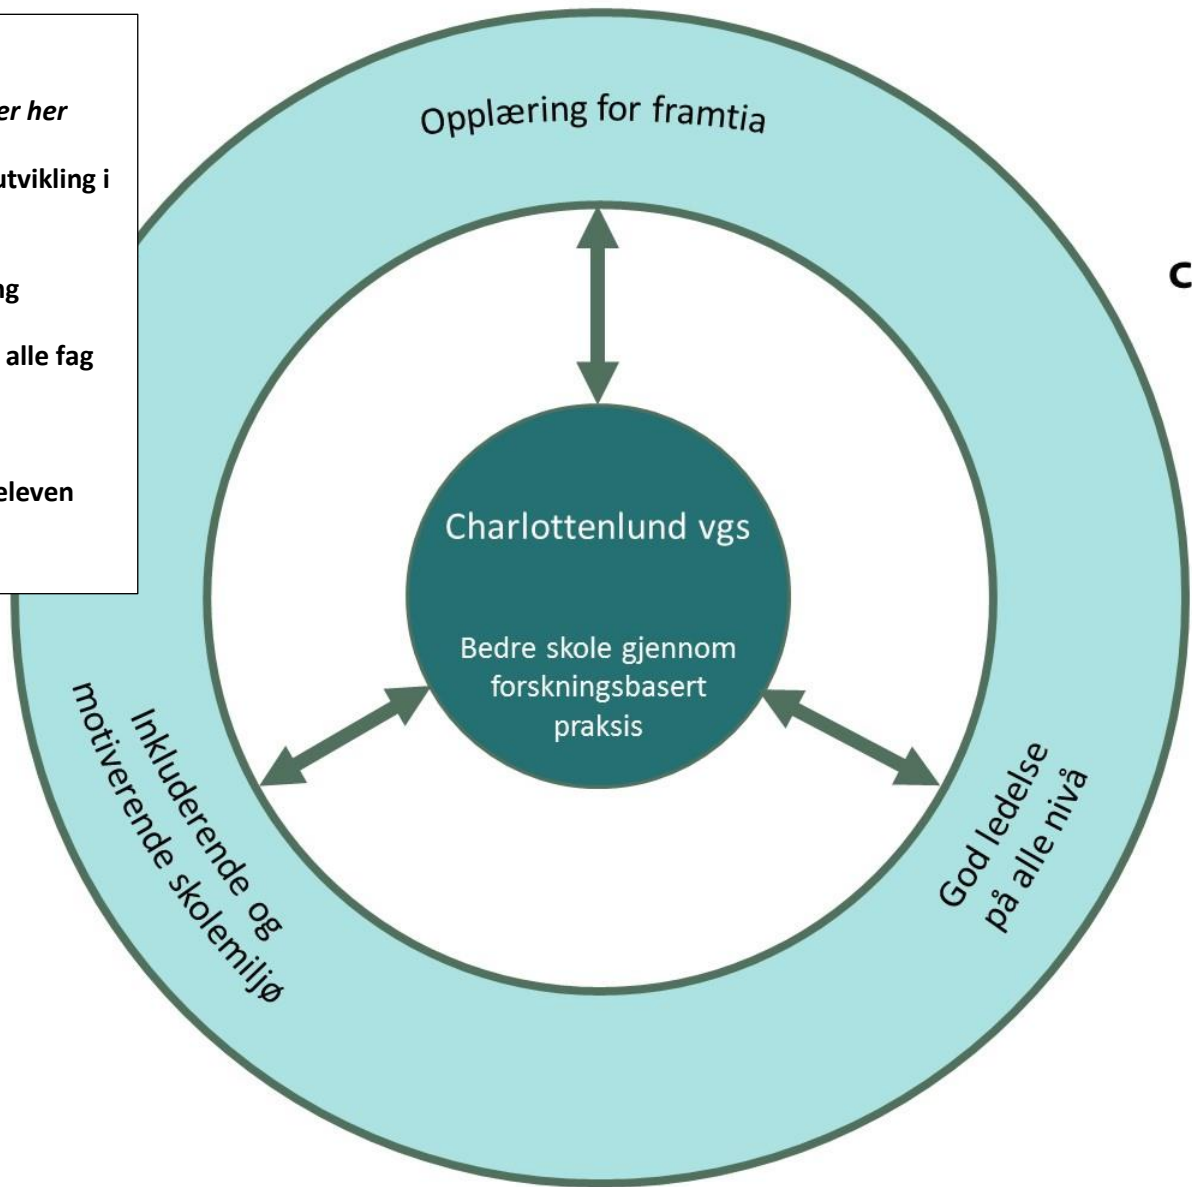 er her
utvikling i
ng
alle fag
eleven
Opplæring for framtia
C
Charlottenlund vgs
Bedre skole gjennom
forskningsbasert
praksis
Inkluderende og
motiverende skolemiljø
God ledelse
på alle nivå